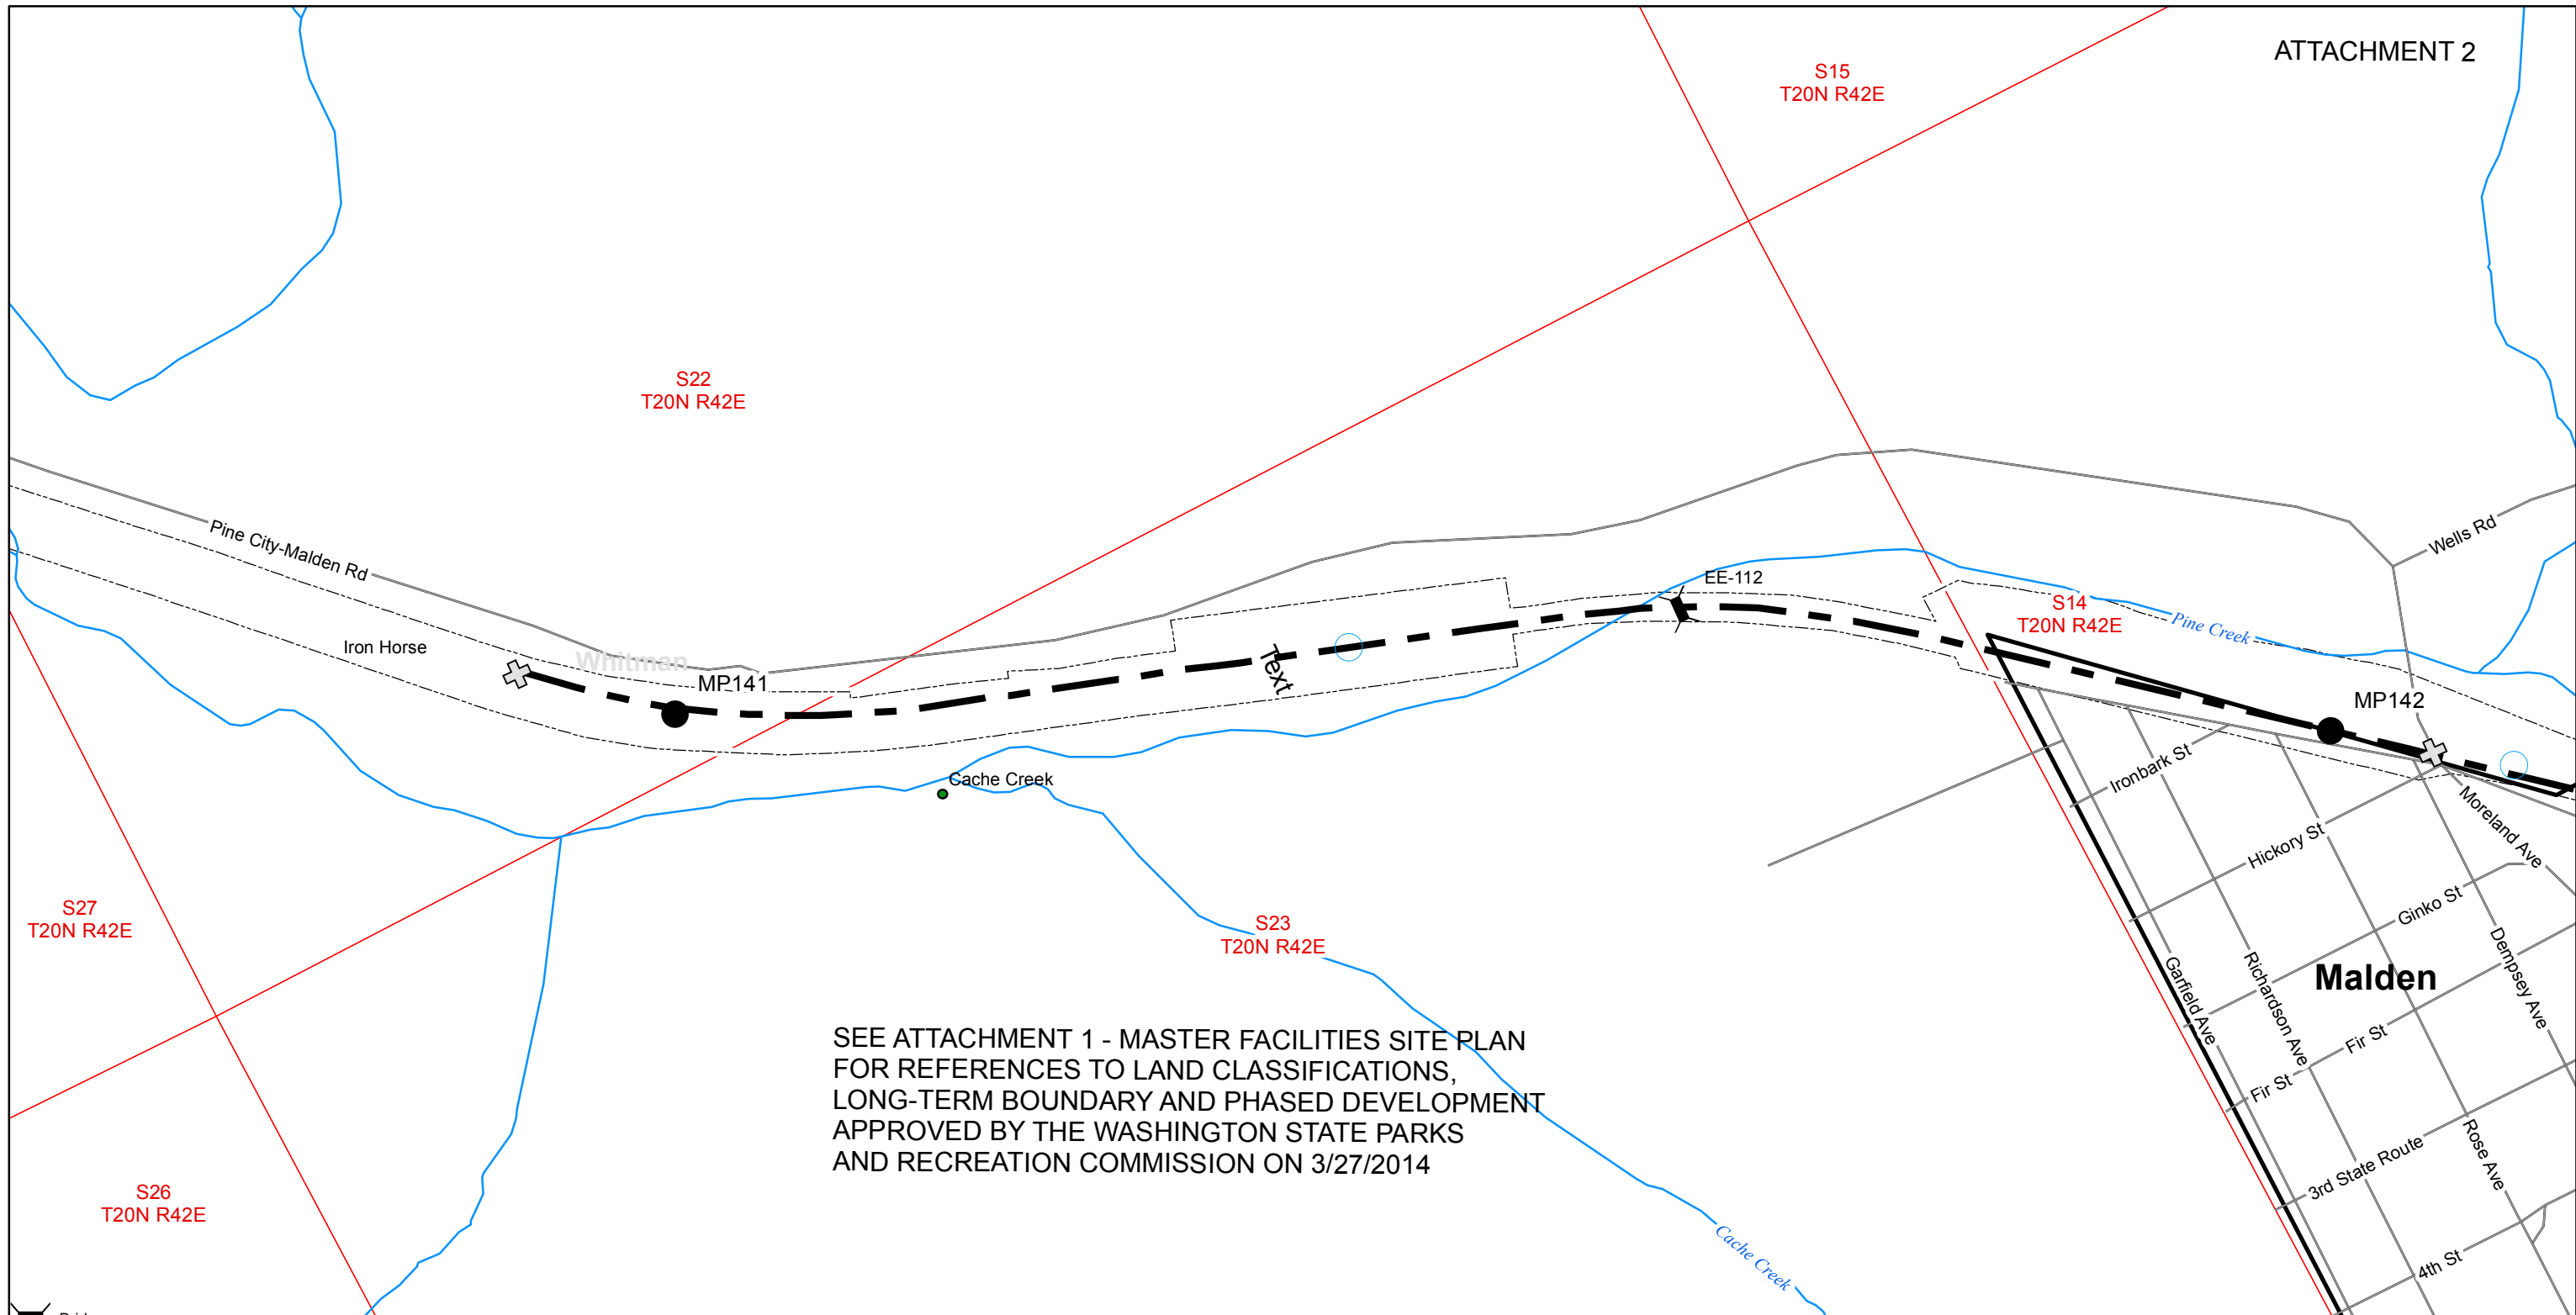 ATTACHMENT 2
S15
T20N R42E
S22
T20N R42E
Pine City-Malden Rd
Wells Rd
EE-112
S14
T20N R42E
Pine Creek
Iron Horse
Whitman
MP141
Text
MP142
Ironbark St
Cache Creek
Moreland Ave
Hickory St
Ginko St
S27
T20N R42E
S23
T20N R42E
Malden
Garfield Ave
Richardson Ave
Dempsey Ave
Fir St
Fir St
SEE ATTACHMENT 1 - MASTER FACILITIES SITE PLAN
FOR REFERENCES TO LAND CLASSIFICATIONS,
LONG-TERM BOUNDARY AND PHASED DEVELOPMENT
APPROVED BY THE WASHINGTON STATE PARKS
AND RECREATION COMMISSION ON 3/27/2014
3rd State Route
Rose Ave
S26
T20N R42E
Cache Creek
4th St